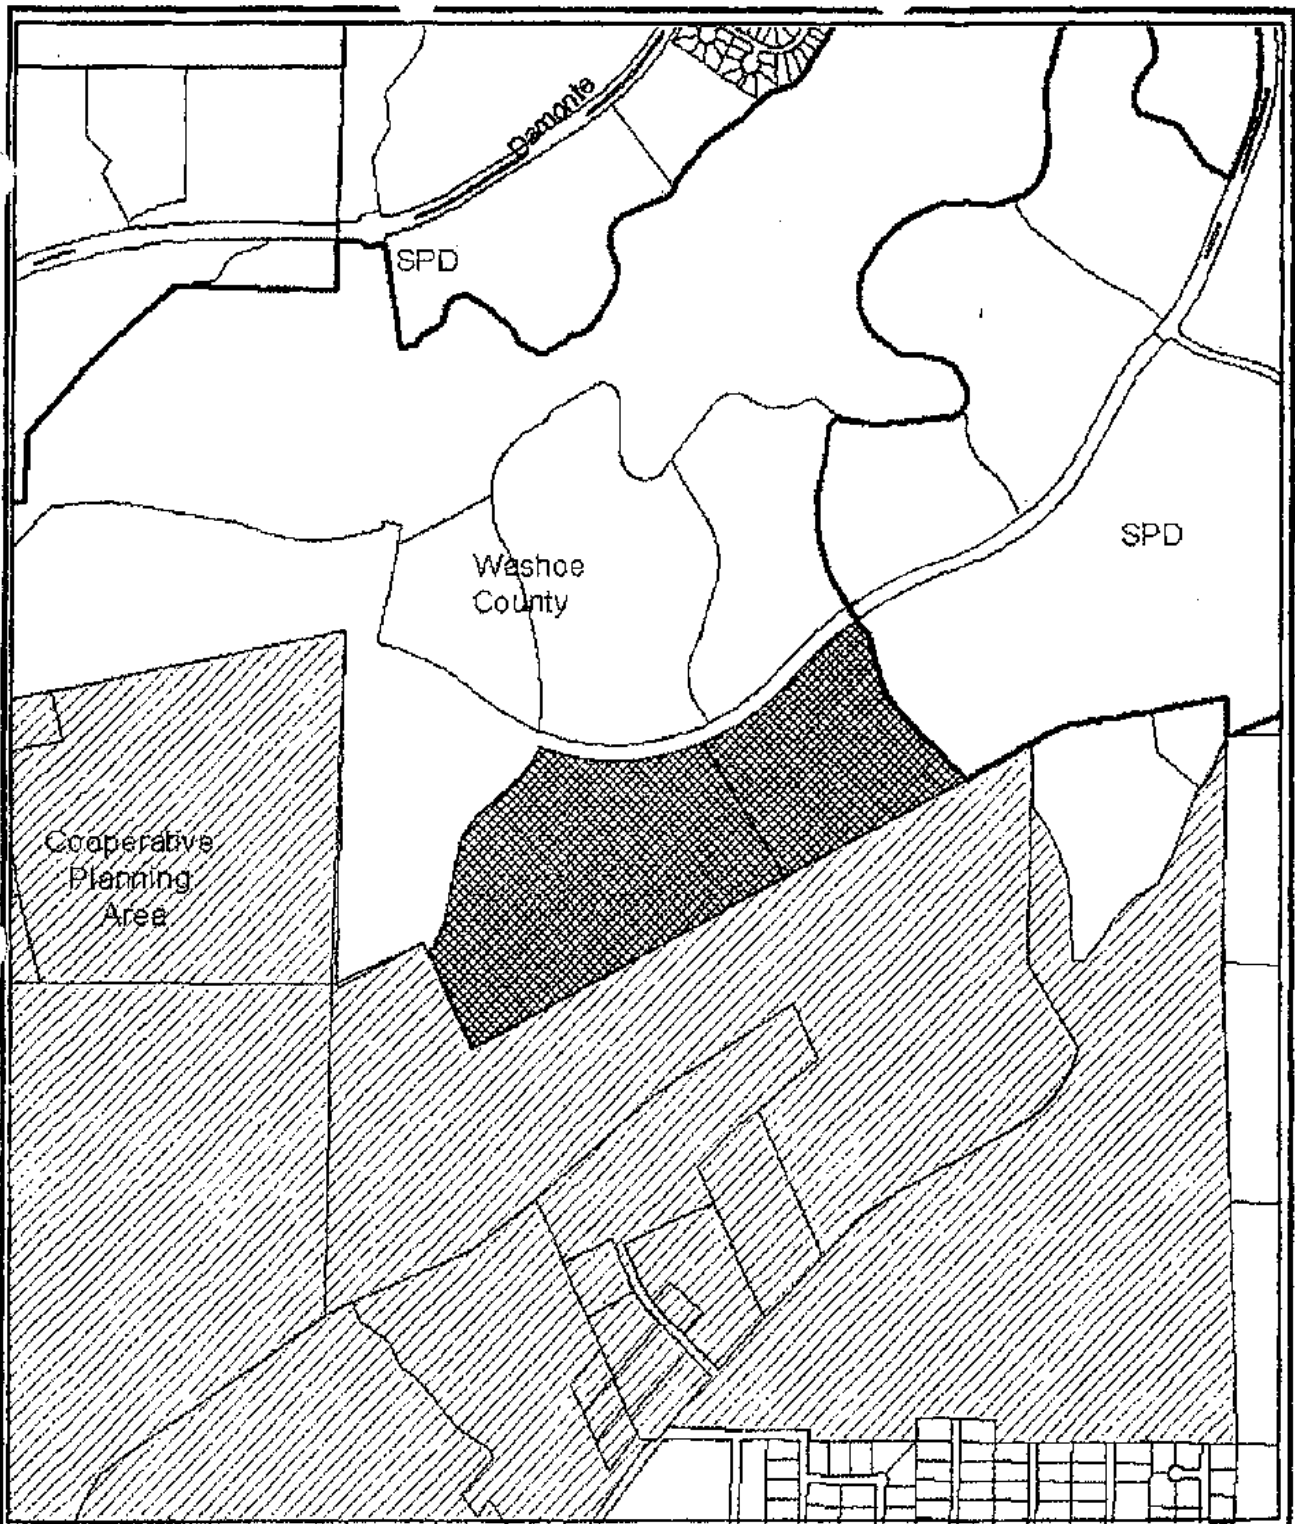 Damonte
SPD
SPD
Washoe
County
Cooperative
Planning
Area